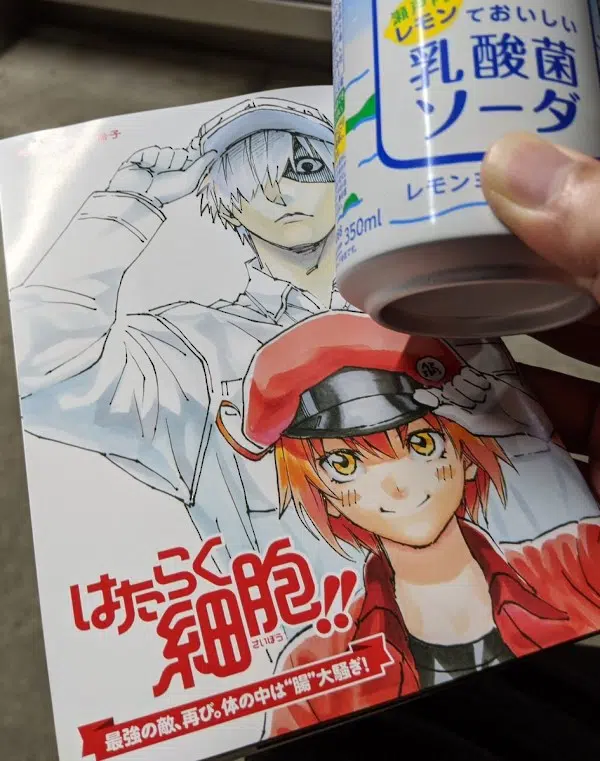 レモンでおいしい
乳酸菌
ソーダ
レモン
350ml
はたらく
細胞!!
さいぼう
最強の敵、再び。体の中は“腸”大騒ぎ!